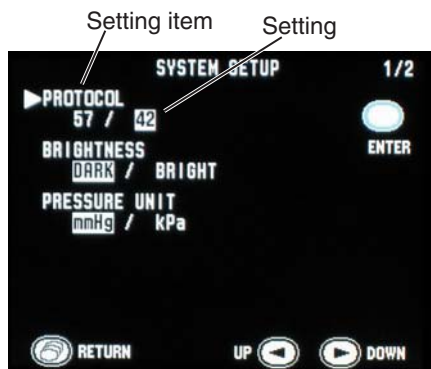 Setting item
Setting
SYSTEM SETUP 1/2
PROTOCOL
57 / 42
ENTER
BRIGHTNESS
DARK / BRIGHT
PRESSURE UNIT
mmHg / kPa
RETURN UP DOWN